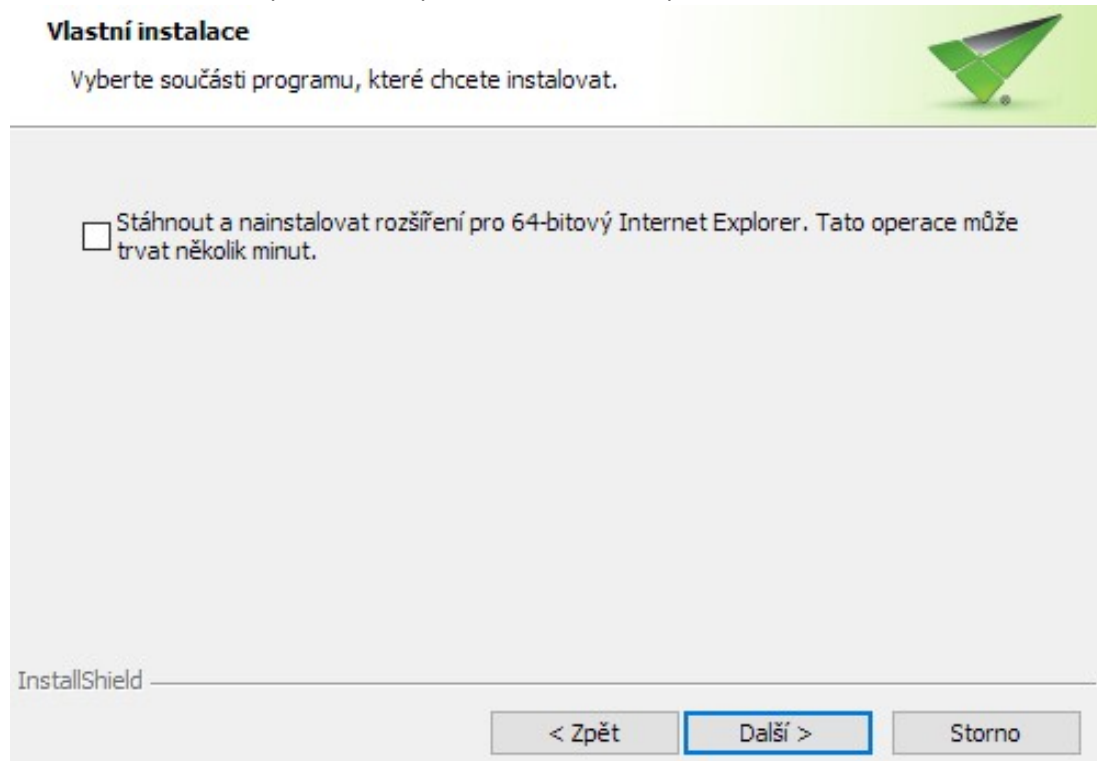 Vlastní instalace
Vyberte součásti programu, které chcete instalovat.
Stáhnout a nainstalovat rozšíření pro 64-bitový Internet Explorer. Tato operace může
trvat několik minut.
InstallShield
< Zpět
Další >
Storno